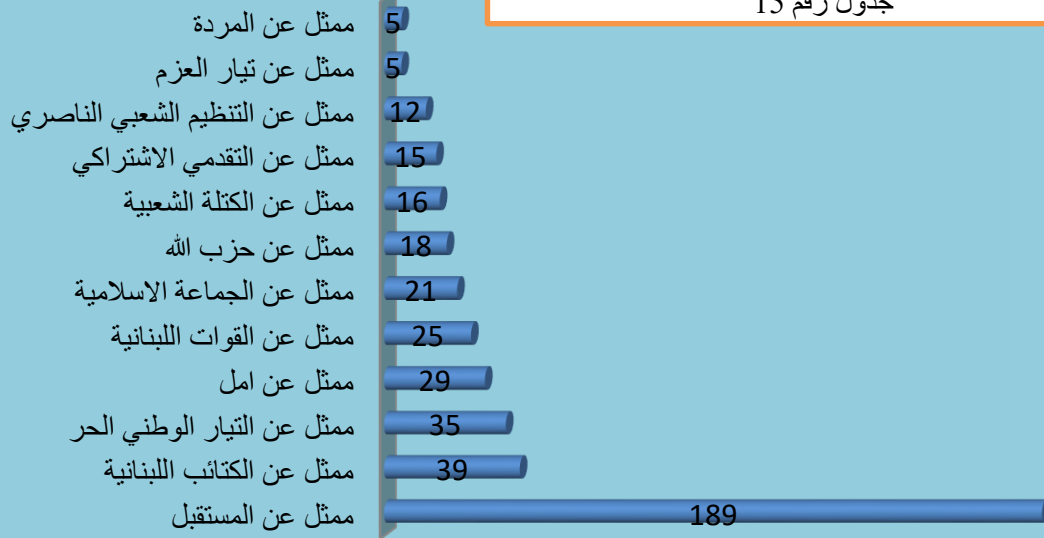 جدول رقم 15
ممثل عن المردة 5
ممثل عن تيار العزم 5
ممثل عن التنظيم الشعبي الناصري 12
ممثل عن التقدمي الاشتراكي 15
ممثل عن الكتلة الشعبية 16
ممثل عن حزب الله 18
ممثل عن الجماعة الاسلامية 21
ممثل عن القوات اللبنانية 25
ممثل عن امل 29
ممثل عن التيار الوطني الحر 35
ممثل عن الكتائب اللبنانية 39
ممثل عن المستقبل 189